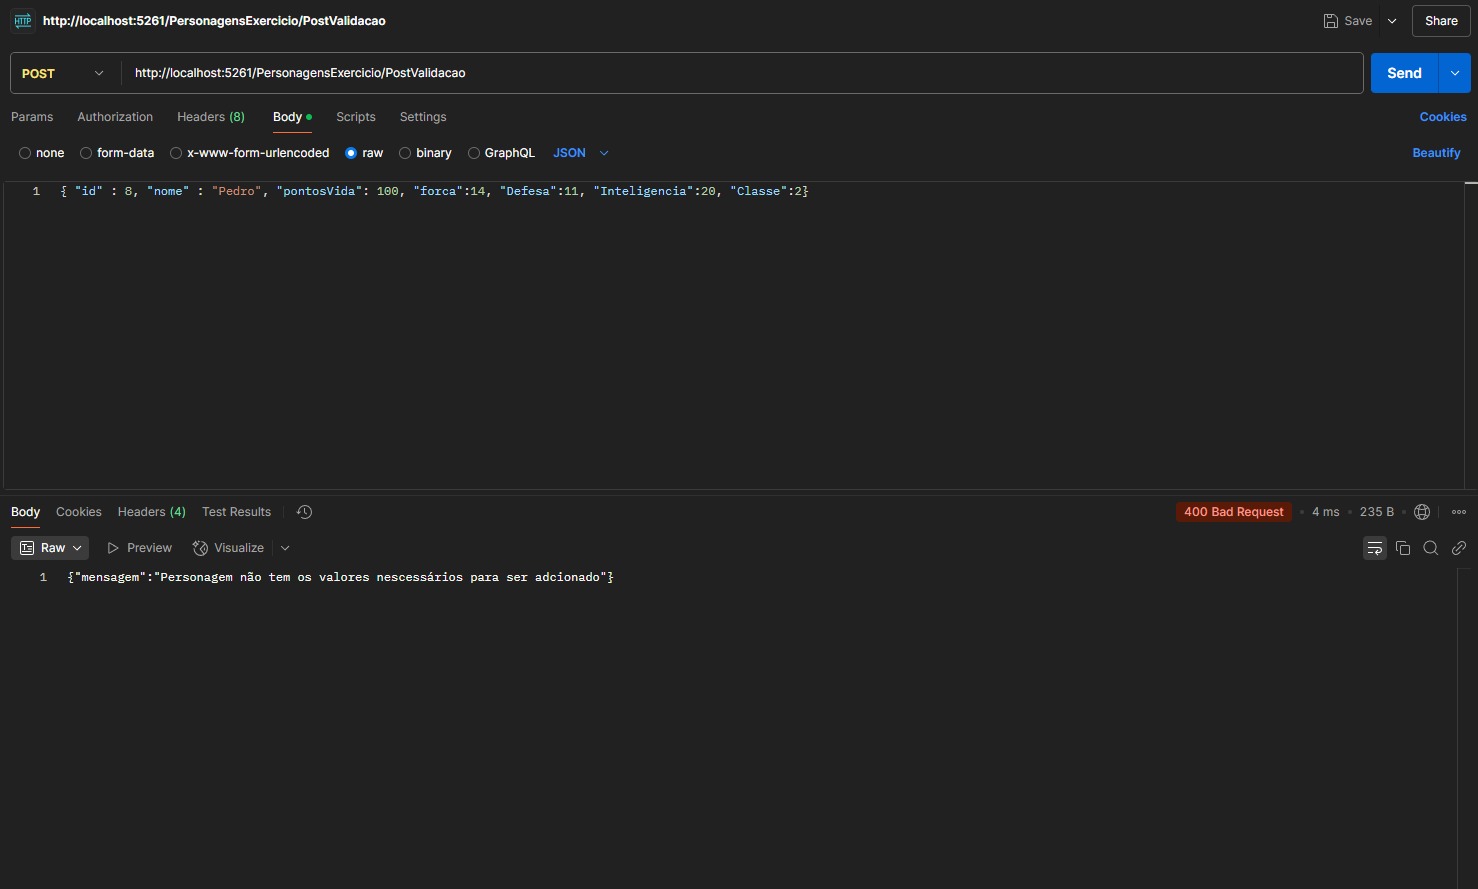 HTTP http://localhost:5261/PersonagensExercicio/PostValidacao Save Share
POST http://localhost:5261/PersonagensExercicio/PostValidacao Send
Params Authorization Headers (8) Body Scripts Settings Cookies
none form-data x-www-form-urlencoded raw binary GraphQL JSON Beautify
1 { "id" : 8, "nome" : "Pedro", "pontosVida": 100, "forca":14, "Defesa":11, "Inteligencia":20, "Classe":2}
Body Cookies Headers (4) Test Results 400 Bad Request • 4 ms • 235 B •
Raw Preview Visualize
1 {"mensagem":"Personagem não tem os valores nescessários para ser adcionado"}